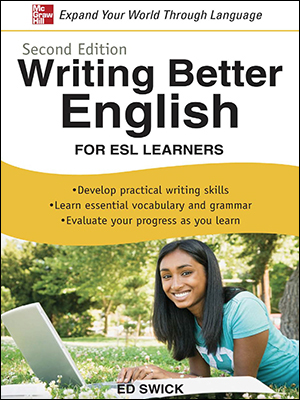 Mc
Graw
Hill
Expand Your World Through Language
Second Edition
Writing Better
English
FOR ESL LEARNERS
•Develop practical writing skills
•Learn essential vocabulary and grammar
•Evaluate your progress as you learn
ED SWICK